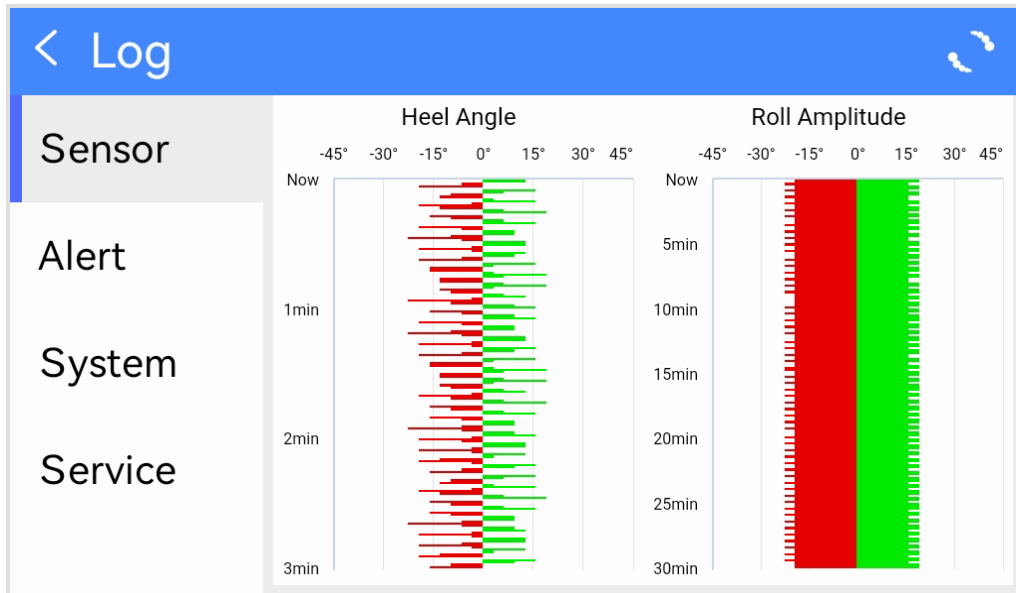 Log
Sensor
Alert
System
Service
Heel Angle
-45° -30° -15° 0° 15° 30° 45°
Now
1min
2min
3min
Roll Amplitude
-45° -30° -15° 0° 15° 30° 45°
Now
5min
10min
15min
20min
25min
30min